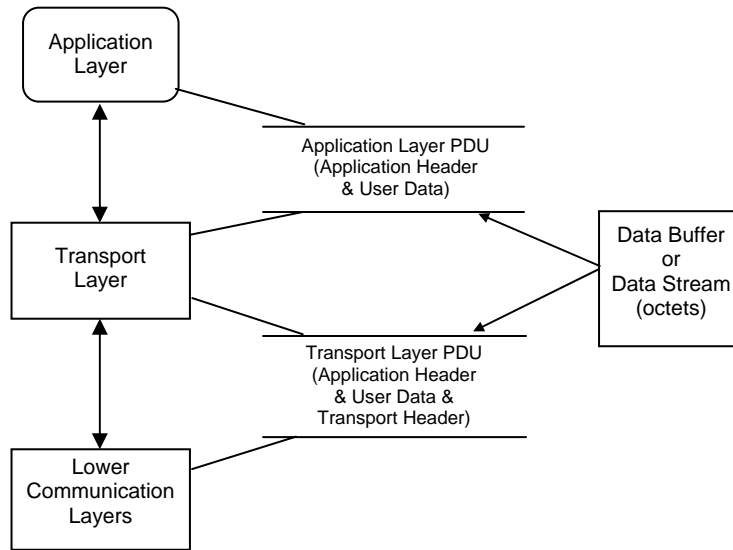 Application
Layer
Application Layer PDU
(Application Header
& User Data)
Transport
Layer
Data Buffer
or
Data Stream
(octets)
Transport Layer PDU
(Application Header
& User Data &
Transport Header)
Lower
Communication
Layers